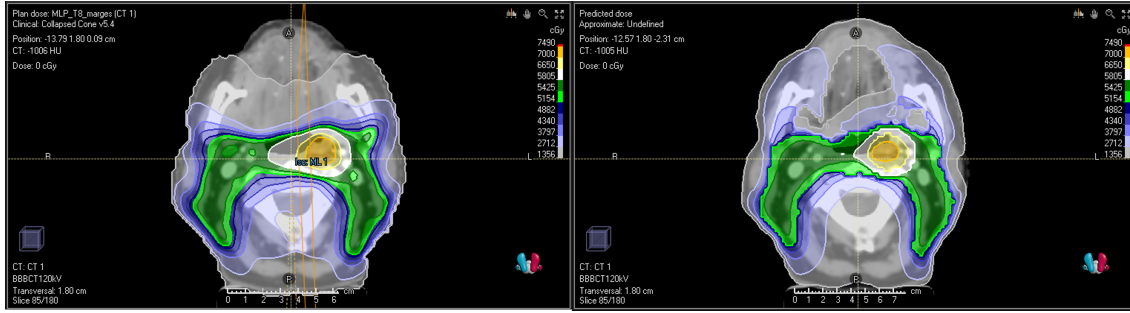 Plan dose: MLP_T8_marges (CT 1)
Clinical: Collapsed Cone v5.4
Position: -13.79 1.80 0.09 cm
CT: -1006 HU
Dose: 0 cGy
A
cGy
7490
7000
6650
5805
5425
5154
4882
4340
3797
2712
1356
R
L
Iso: ML 1
P
CT: CT 1
BBBCT120kV
Transversal: 1.80 cm
Slice 85/180
0 1 2 3 4 5 6 cm
Predicted dose
Approximate: Undefined
Position: -12.57 1.80 -2.31 cm
CT: -1005 HU
Dose: 0 cGy
A
cGy
7490
7000
6650
5805
5425
5154
4882
4340
3797
2712
1356
R
L
P
CT: CT 1
BBBCT120kV
Transversal: 1.80 cm
Slice 85/180
0 1 2 3 4 5 6 7 cm